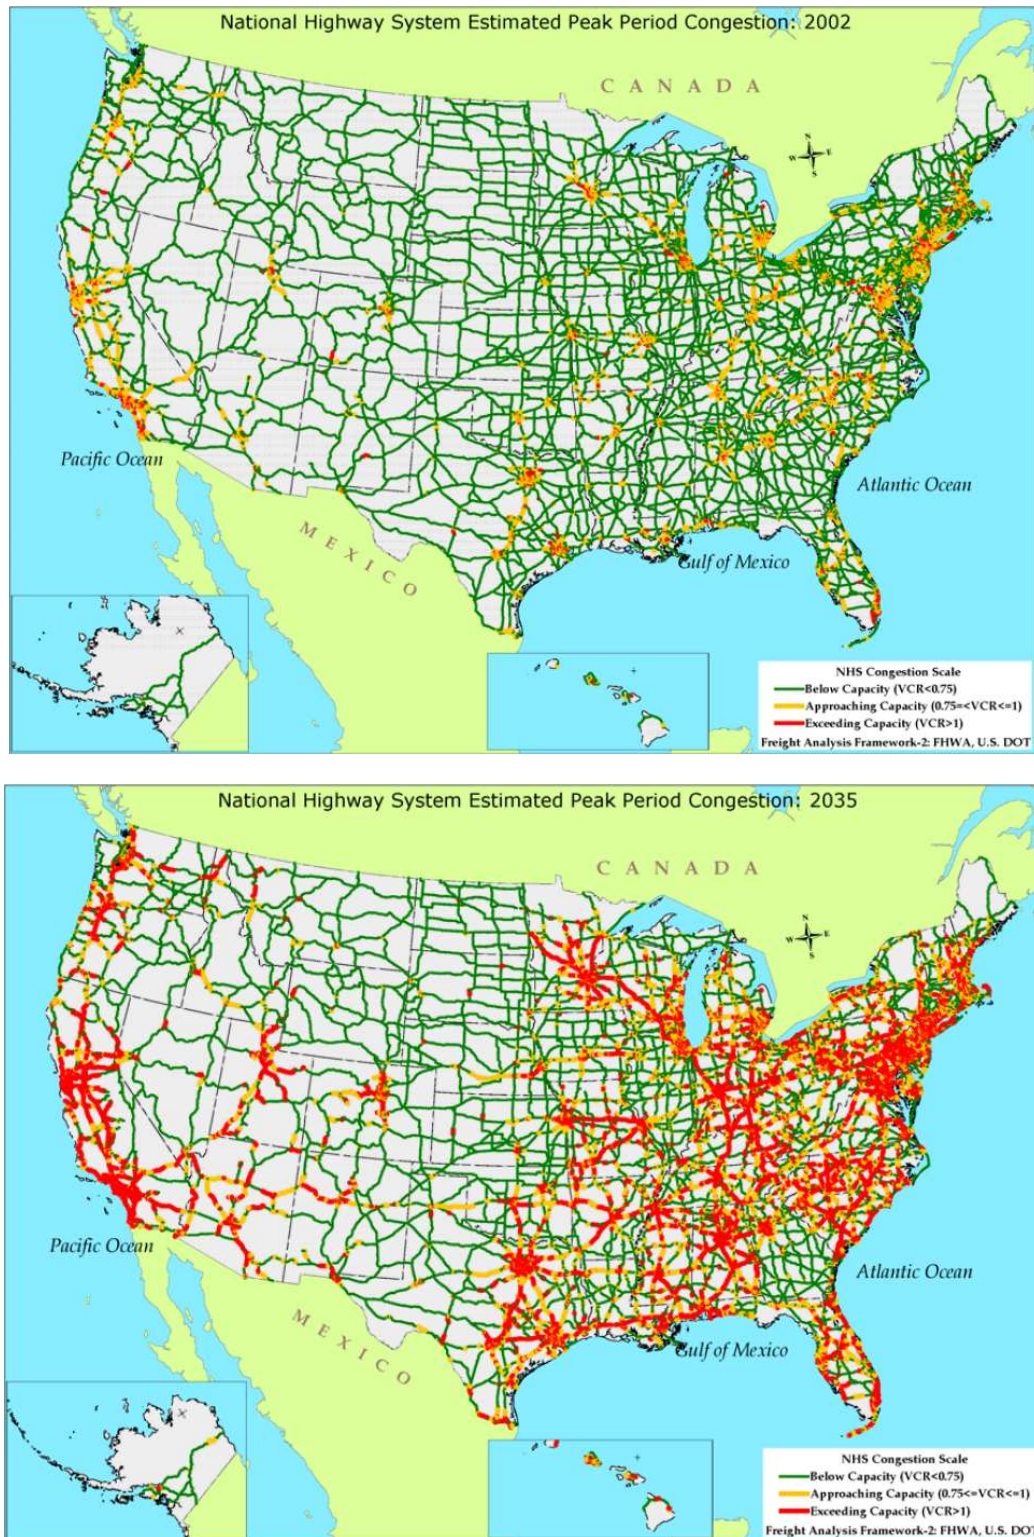 National Highway System Estimated Peak Period Congestion: 2002
CANADA
N
W E
S
Pacific Ocean
Atlantic Ocean
MEXICO
Gulf of Mexico
NHS Congestion Scale
Below Capacity (VCR<0.75)
Approaching Capacity (0.75=<VCR<=1)
Exceeding Capacity (VCR>1)
Freight Analysis Framework-2: FHWA, U.S. DOT
National Highway System Estimated Peak Period Congestion: 2035
CANADA
N
W E
S
Pacific Ocean
Atlantic Ocean
MEXICO
Gulf of Mexico
NHS Congestion Scale
Below Capacity (VCR<0.75)
Approaching Capacity (0.75<=VCR<=1)
Exceeding Capacity (VCR>1)
Freight Analysis Framework-2: FHWA, U.S. DOT